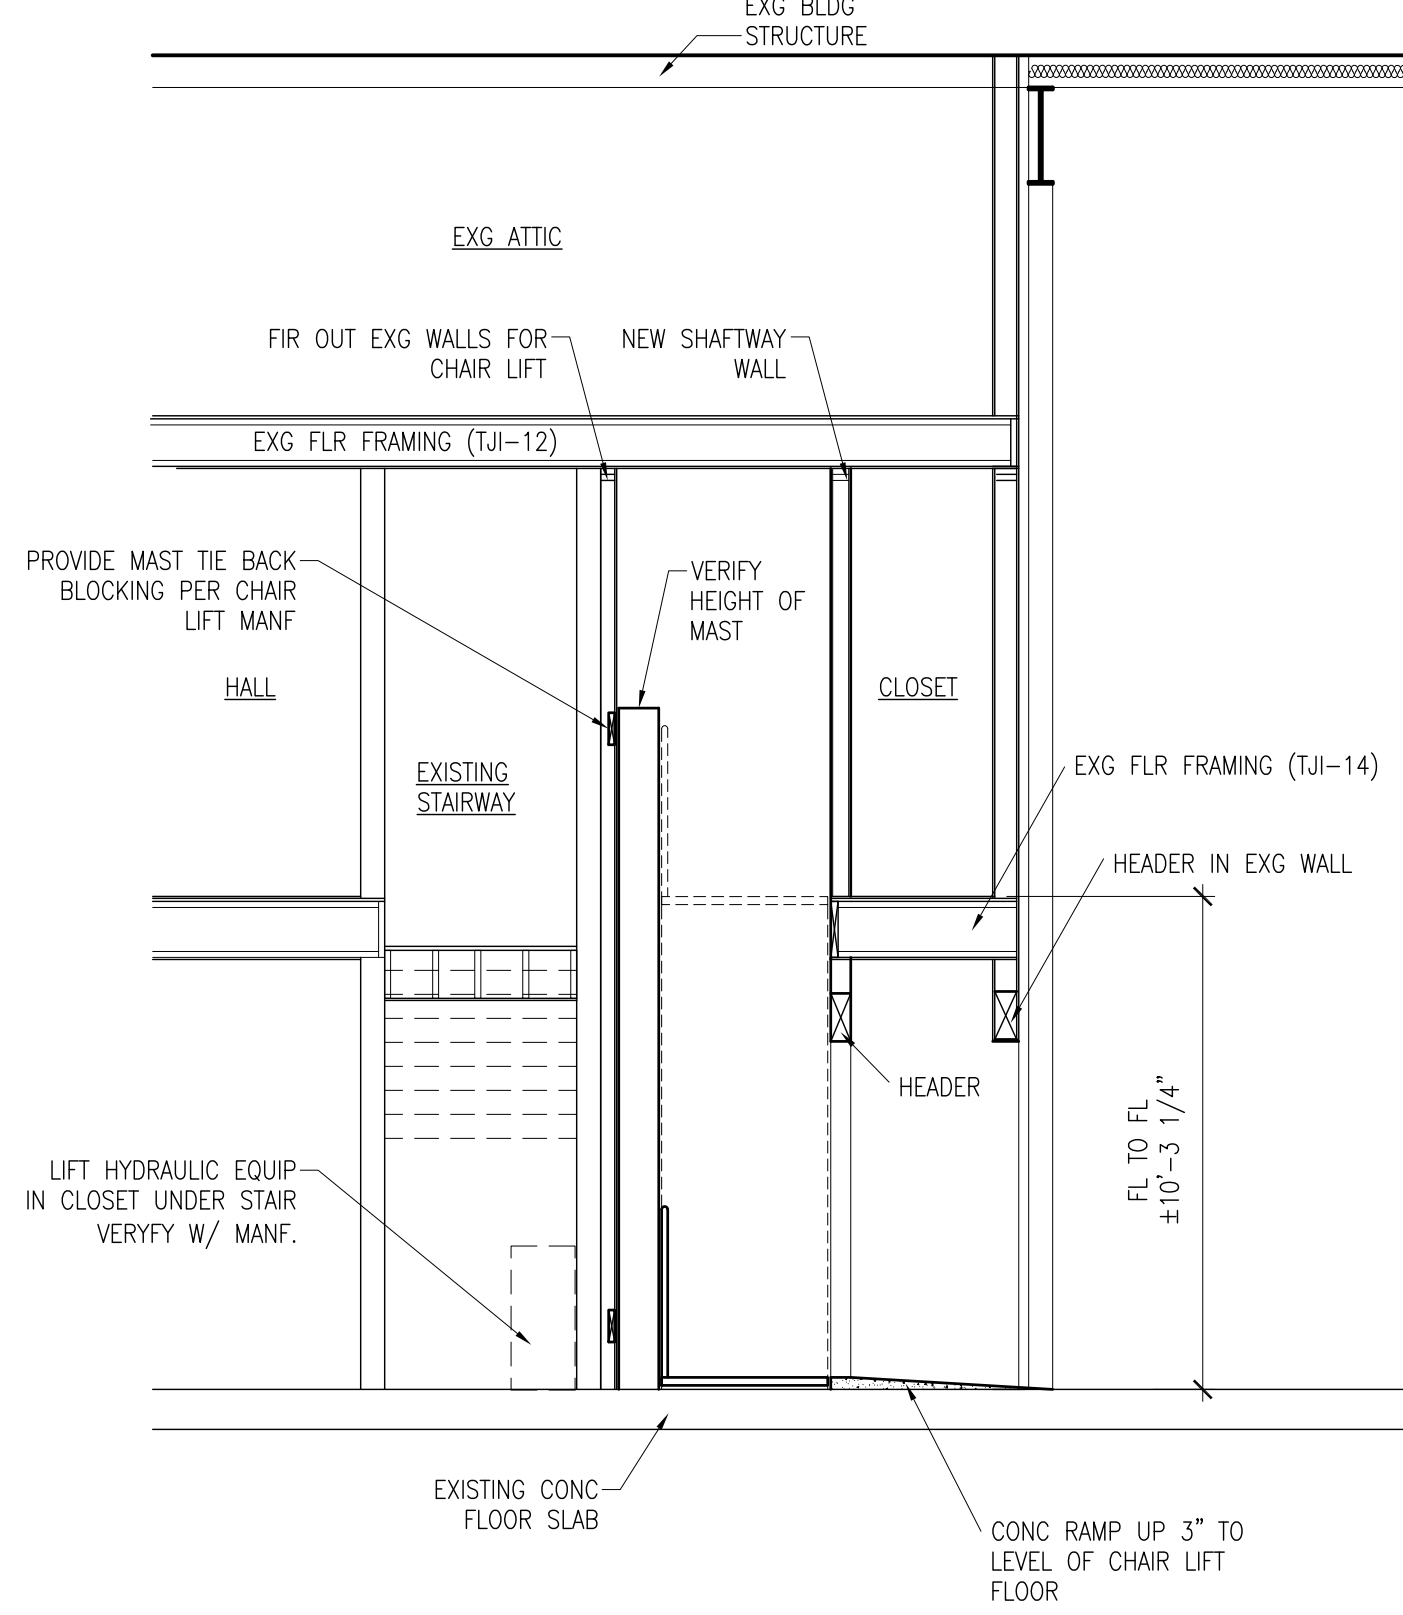 EXG BLDG
STRUCTURE
EXG ATTIC
FIR OUT EXG WALLS FOR
CHAIR LIFT
NEW SHAFTWAY
WALL
EXG FLR FRAMING (TJI-12)
PROVIDE MAST TIE BACK
BLOCKING PER CHAIR
LIFT MANF
VERIFY
HEIGHT OF
MAST
HALL
CLOSET
EXISTING
STAIRWAY
EXG FLR FRAMING (TJI-14)
HEADER IN EXG WALL
HEADER
FL TO FL
±10'-3 1/4"
LIFT HYDRAULIC EQUIP
IN CLOSET UNDER STAIR
VERYFY W/ MANF.
EXISTING CONC
FLOOR SLAB
CONC RAMP UP 3" TO
LEVEL OF CHAIR LIFT
FLOOR